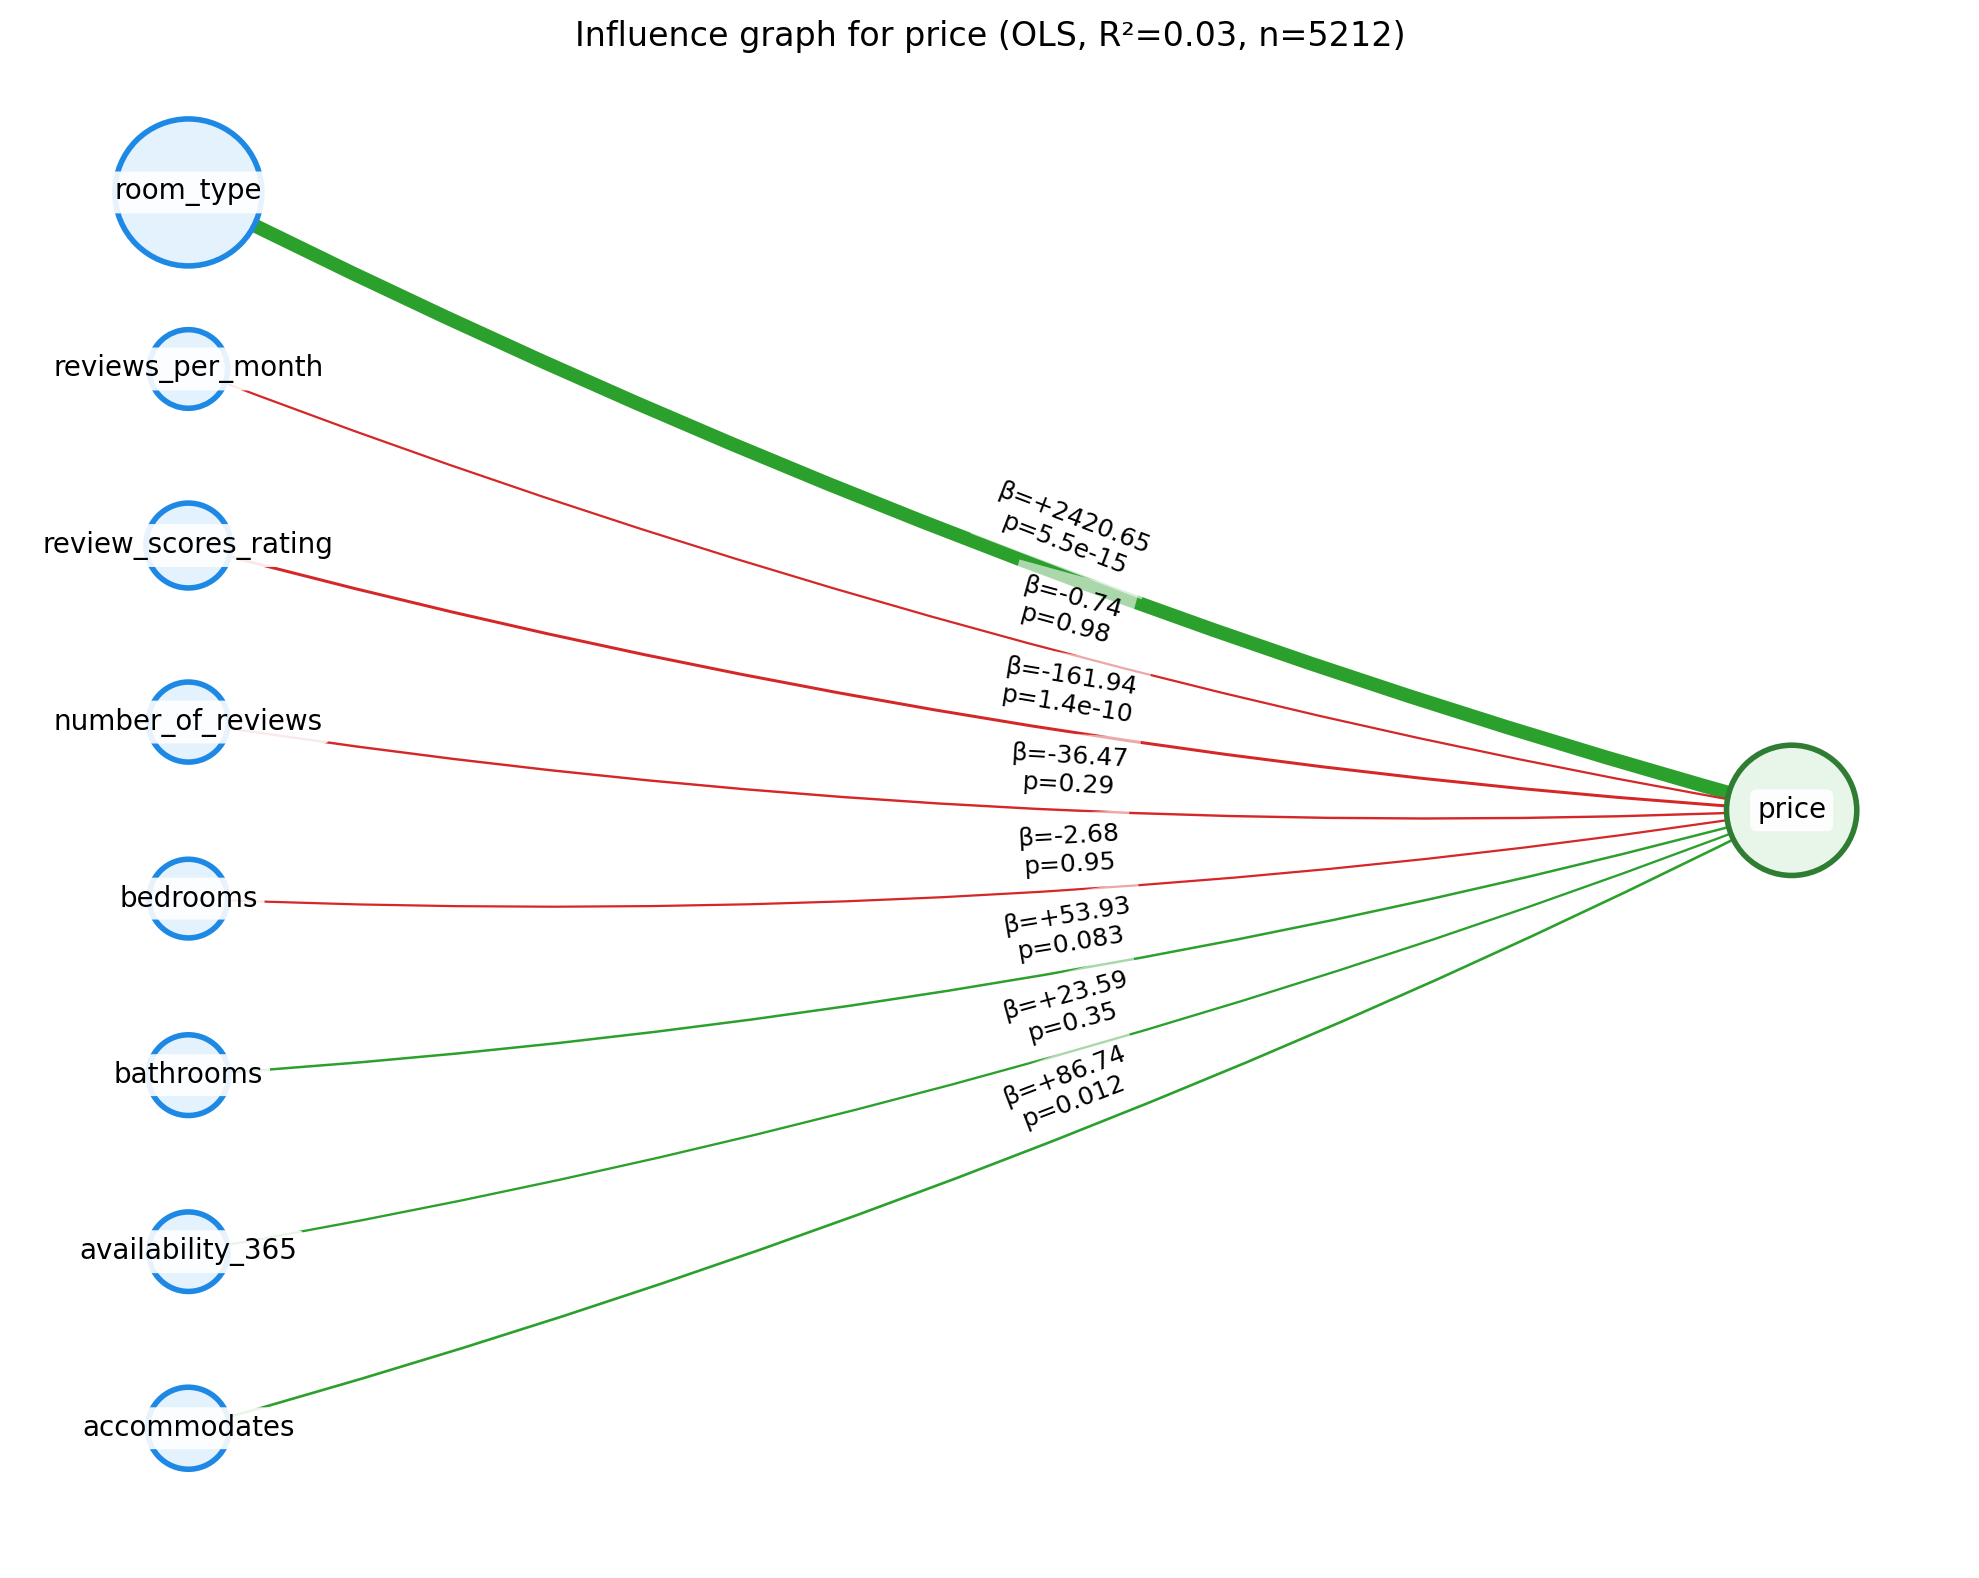 Influence graph for price (OLS, R²=0.03, n=5212)
room_type
reviews_per_month
review_scores_rating
number_of_reviews
bedrooms
bathrooms
availability_365
accommodates
β=+2420.65
p=5.5e-15
β=-0.74
p=0.98
β=-161.94
p=1.4e-10
β=-36.47
p=0.29
β=-2.68
p=0.95
β=+53.93
p=0.083
β=+23.59
p=0.35
β=+86.74
p=0.012
price